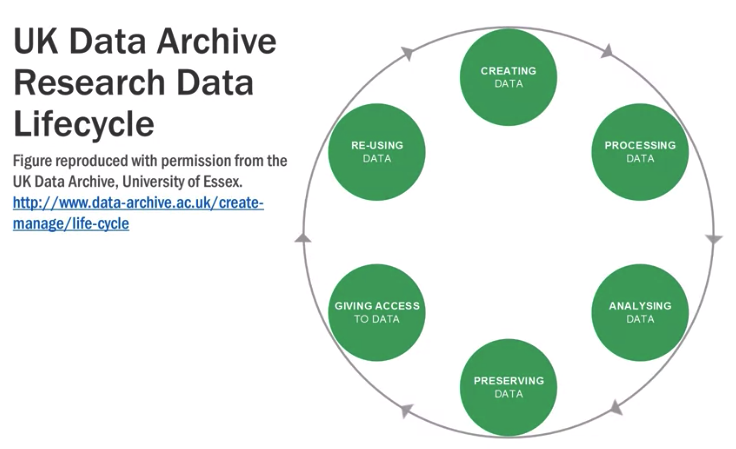 UK Data Archive
Research Data
Lifecycle
Figure reproduced with permission from the
UK Data Archive, University of Essex.
http://www.data-archive.ac.uk/create-
manage/life-cycle
CREATING
DATA
PROCESSING
DATA
ANALYSING
DATA
PRESERVING
DATA
GIVING ACCESS
TO DATA
RE-USING
DATA